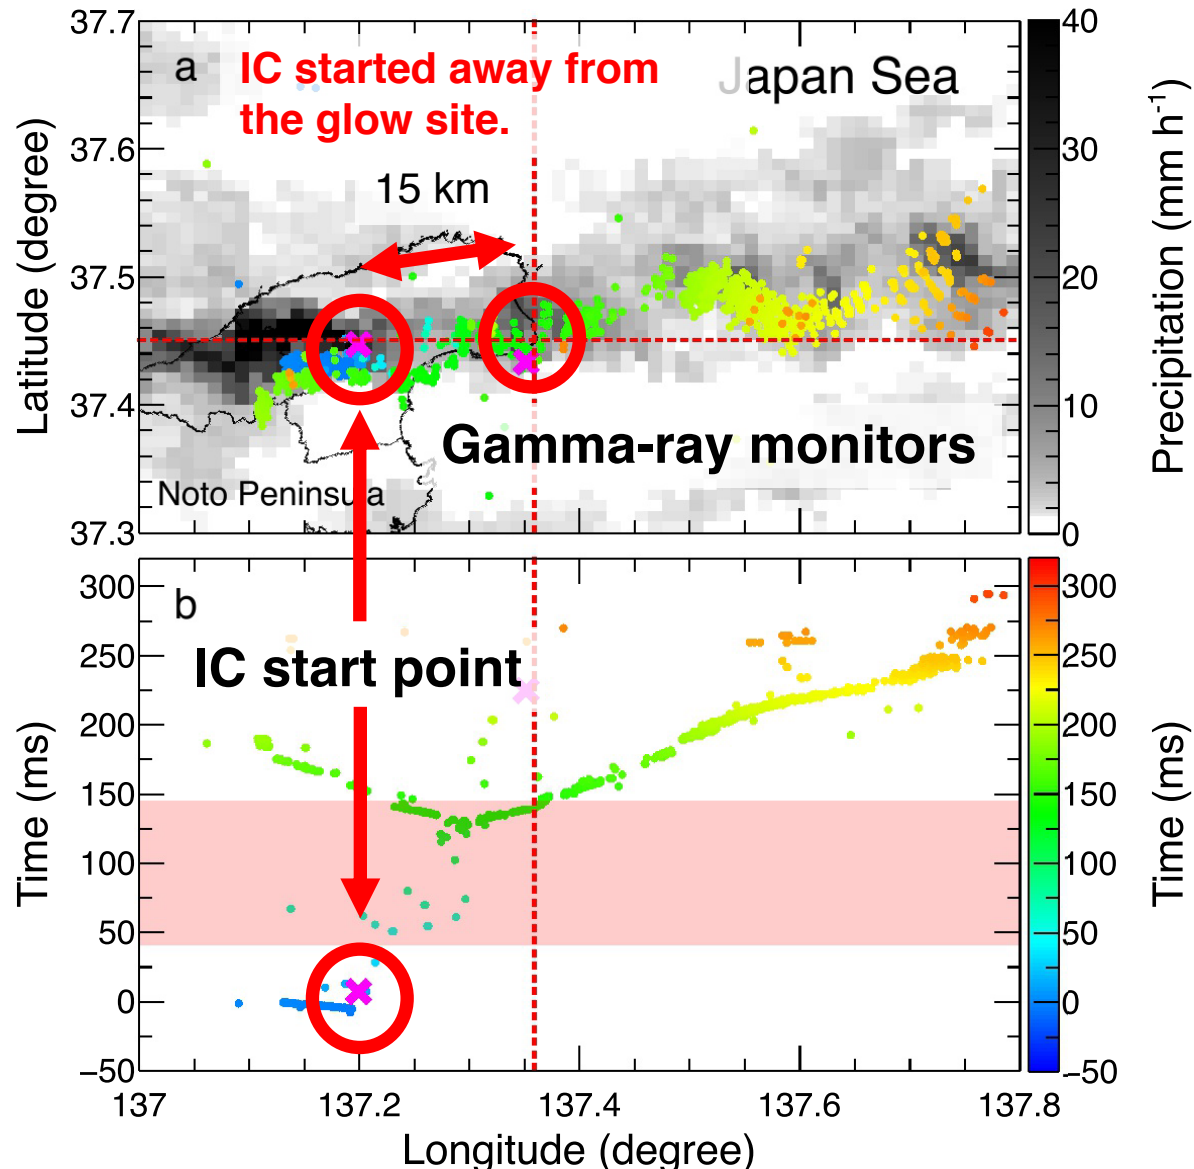 a
IC started away from
the glow site.
Japan Sea
15 km
Gamma-ray monitors
Noto Peninsula
37.7
37.6
37.5
37.4
37.3
Latitude (degree)
40
30
20
10
0
Precipitation (mm h-1)
b
IC start point
300
250
200
150
100
50
0
−50
Time (ms)
300
250
200
150
100
50
0
-50
Time (ms)
137
137.2
137.4
137.6
137.8
Longitude (degree)